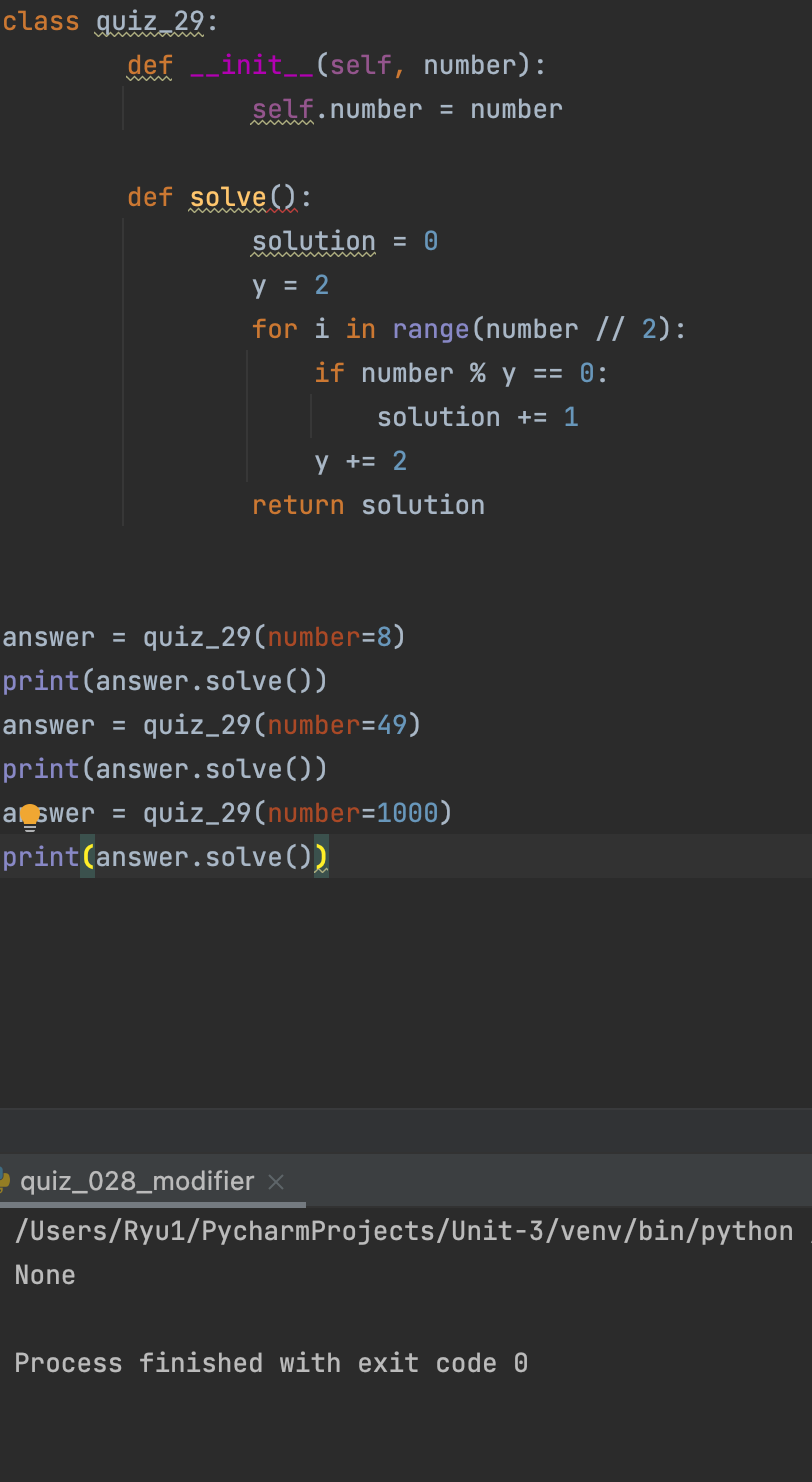 class quiz_29:
        def __init__(self, number):
                self.number = number

        def solve():
                solution = 0
                y = 2
                for i in range(number // 2):
                    if number % y == 0:
                        solution += 1
                    y += 2
                return solution


answer = quiz_29(number=8)
print(answer.solve())
answer = quiz_29(number=49)
print(answer.solve())
answer = quiz_29(number=1000)
print(answer.solve())
quiz_028_modifier
/Users/Ryu1/PycharmProjects/Unit-3/venv/bin/python
None

Process finished with exit code 0